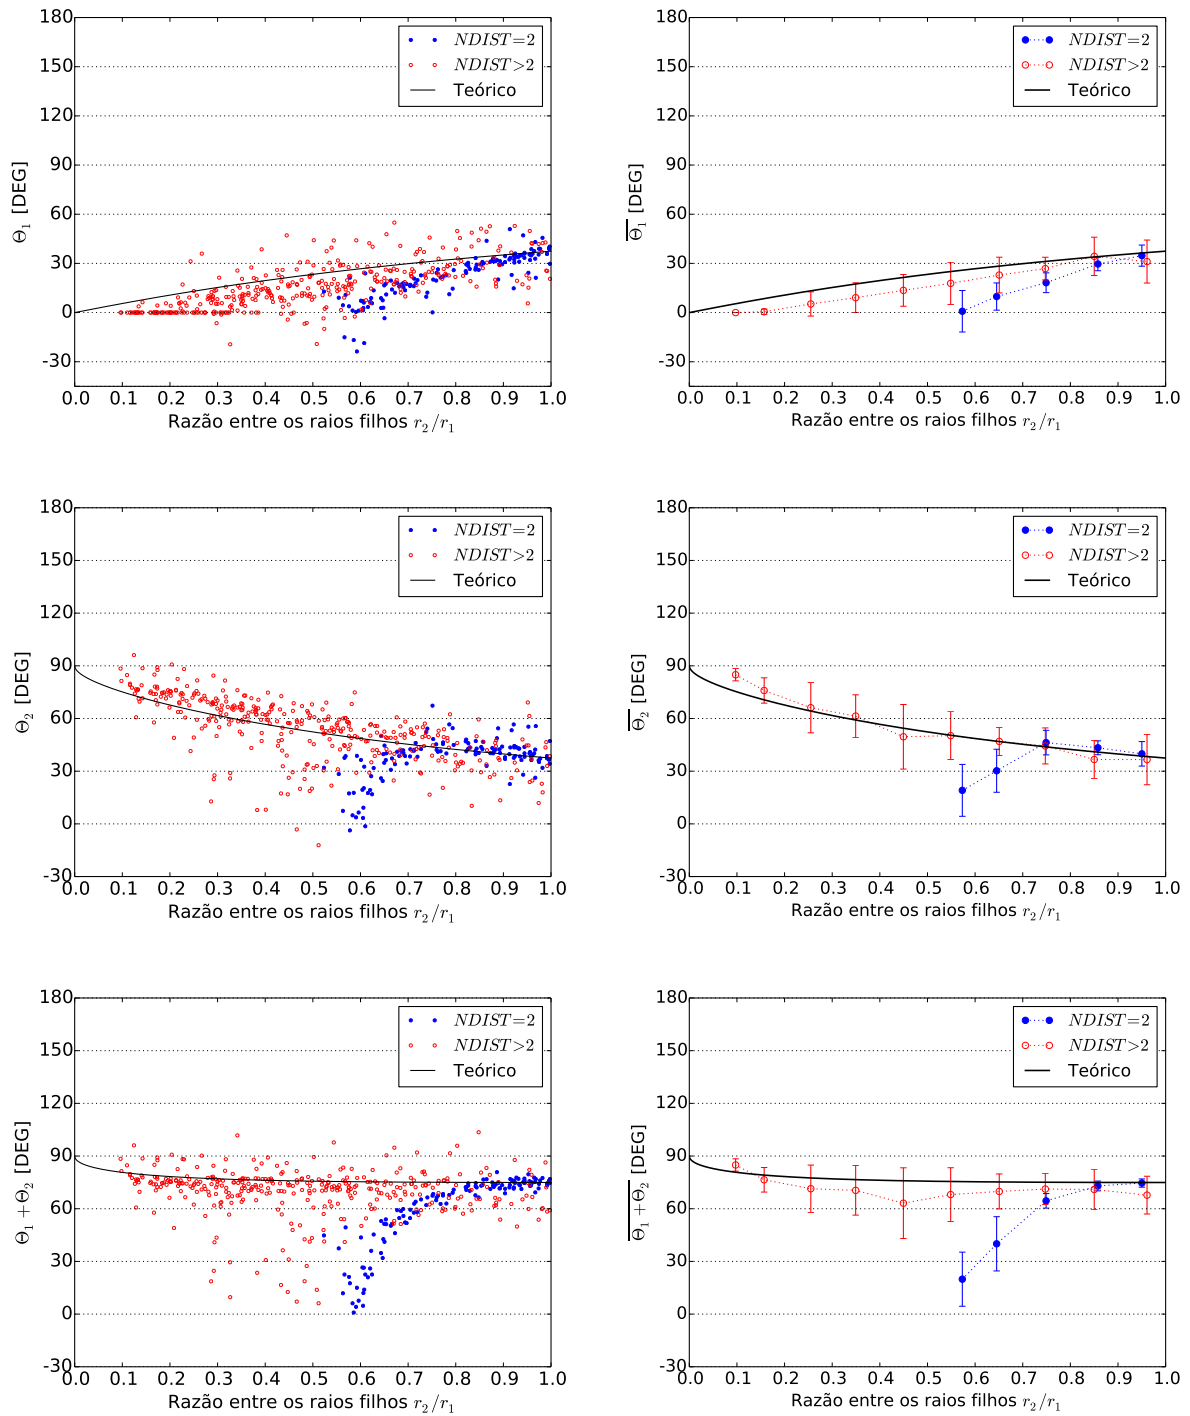 180
150
120
90
60
30
0
-30
Θ₁ [DEG]
NDIST=2
NDIST>2
Teórico
0.0 0.1 0.2 0.3 0.4 0.5 0.6 0.7 0.8 0.9 1.0
Razão entre os raios filhos r₂/r₁
180
150
120
90
60
30
0
-30
Θ̅₁ [DEG]
NDIST=2
NDIST>2
Teórico
0.0 0.1 0.2 0.3 0.4 0.5 0.6 0.7 0.8 0.9 1.0
Razão entre os raios filhos r₂/r₁
180
150
120
90
60
30
0
-30
Θ₂ [DEG]
NDIST=2
NDIST>2
Teórico
0.0 0.1 0.2 0.3 0.4 0.5 0.6 0.7 0.8 0.9 1.0
Razão entre os raios filhos r₂/r₁
180
150
120
90
60
30
0
-30
Θ̅₂ [DEG]
NDIST=2
NDIST>2
Teórico
0.0 0.1 0.2 0.3 0.4 0.5 0.6 0.7 0.8 0.9 1.0
Razão entre os raios filhos r₂/r₁
180
150
120
90
60
30
0
-30
Θ₁ + Θ₂ [DEG]
NDIST=2
NDIST>2
Teórico
0.0 0.1 0.2 0.3 0.4 0.5 0.6 0.7 0.8 0.9 1.0
Razão entre os raios filhos r₂/r₁
180
150
120
90
60
30
0
-30
Θ̅₁̅ ̅+̅ ̅Θ̅₂ [DEG]
NDIST=2
NDIST>2
Teórico
0.0 0.1 0.2 0.3 0.4 0.5 0.6 0.7 0.8 0.9 1.0
Razão entre os raios filhos r₂/r₁